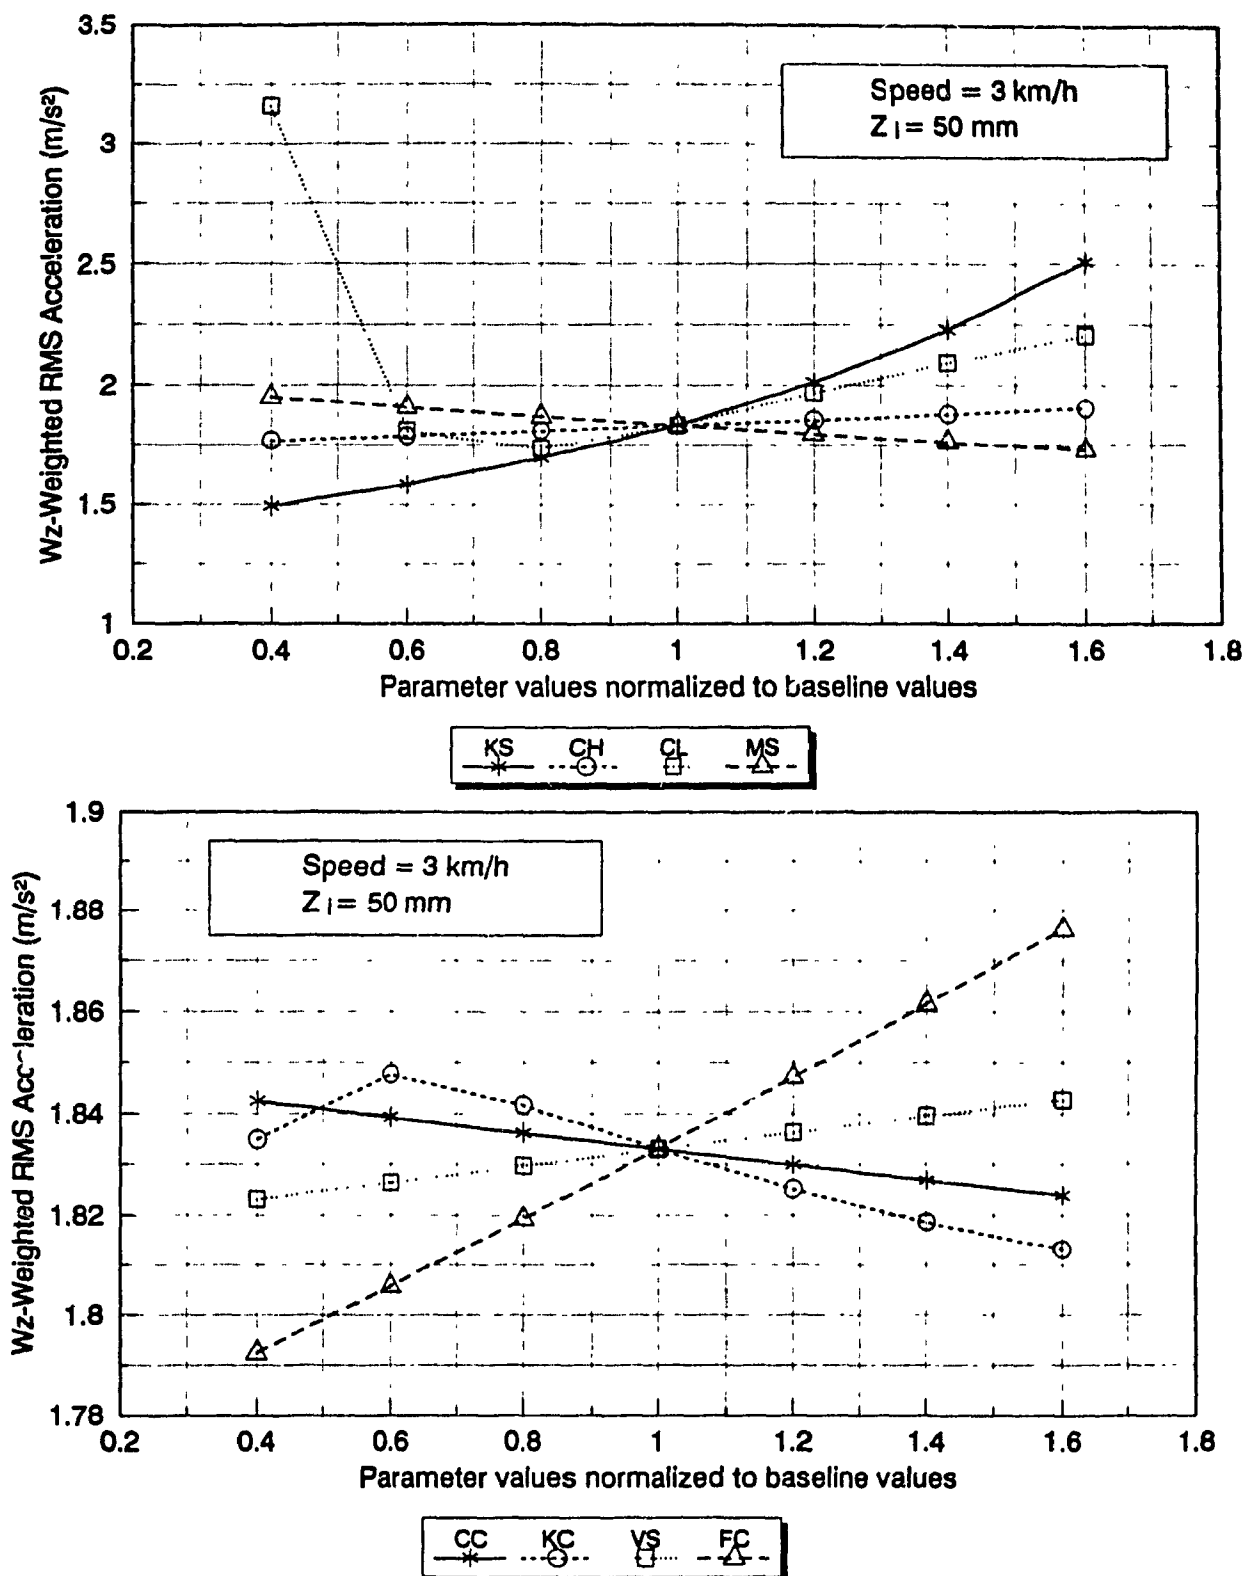 3.5
3
2.5
2
1.5
1
Wz-Weighted RMS Acceleration (m/s²)
Speed = 3 km/h
Z i = 50 mm
0.2 0.4 0.6 0.8 1 1.2 1.4 1.6 1.8
Parameter values normalized to baseline values
KS CH CL MS
1.9
1.88
1.86
1.84
1.82
1.8
1.78
Wz-Weighted RMS Acceleration (m/s²)
Speed = 3 km/h
Z i = 50 mm
0.2 0.4 0.6 0.8 1 1.2 1.4 1.6 1.8
Parameter values normalized to baseline values
CC KC VS FC